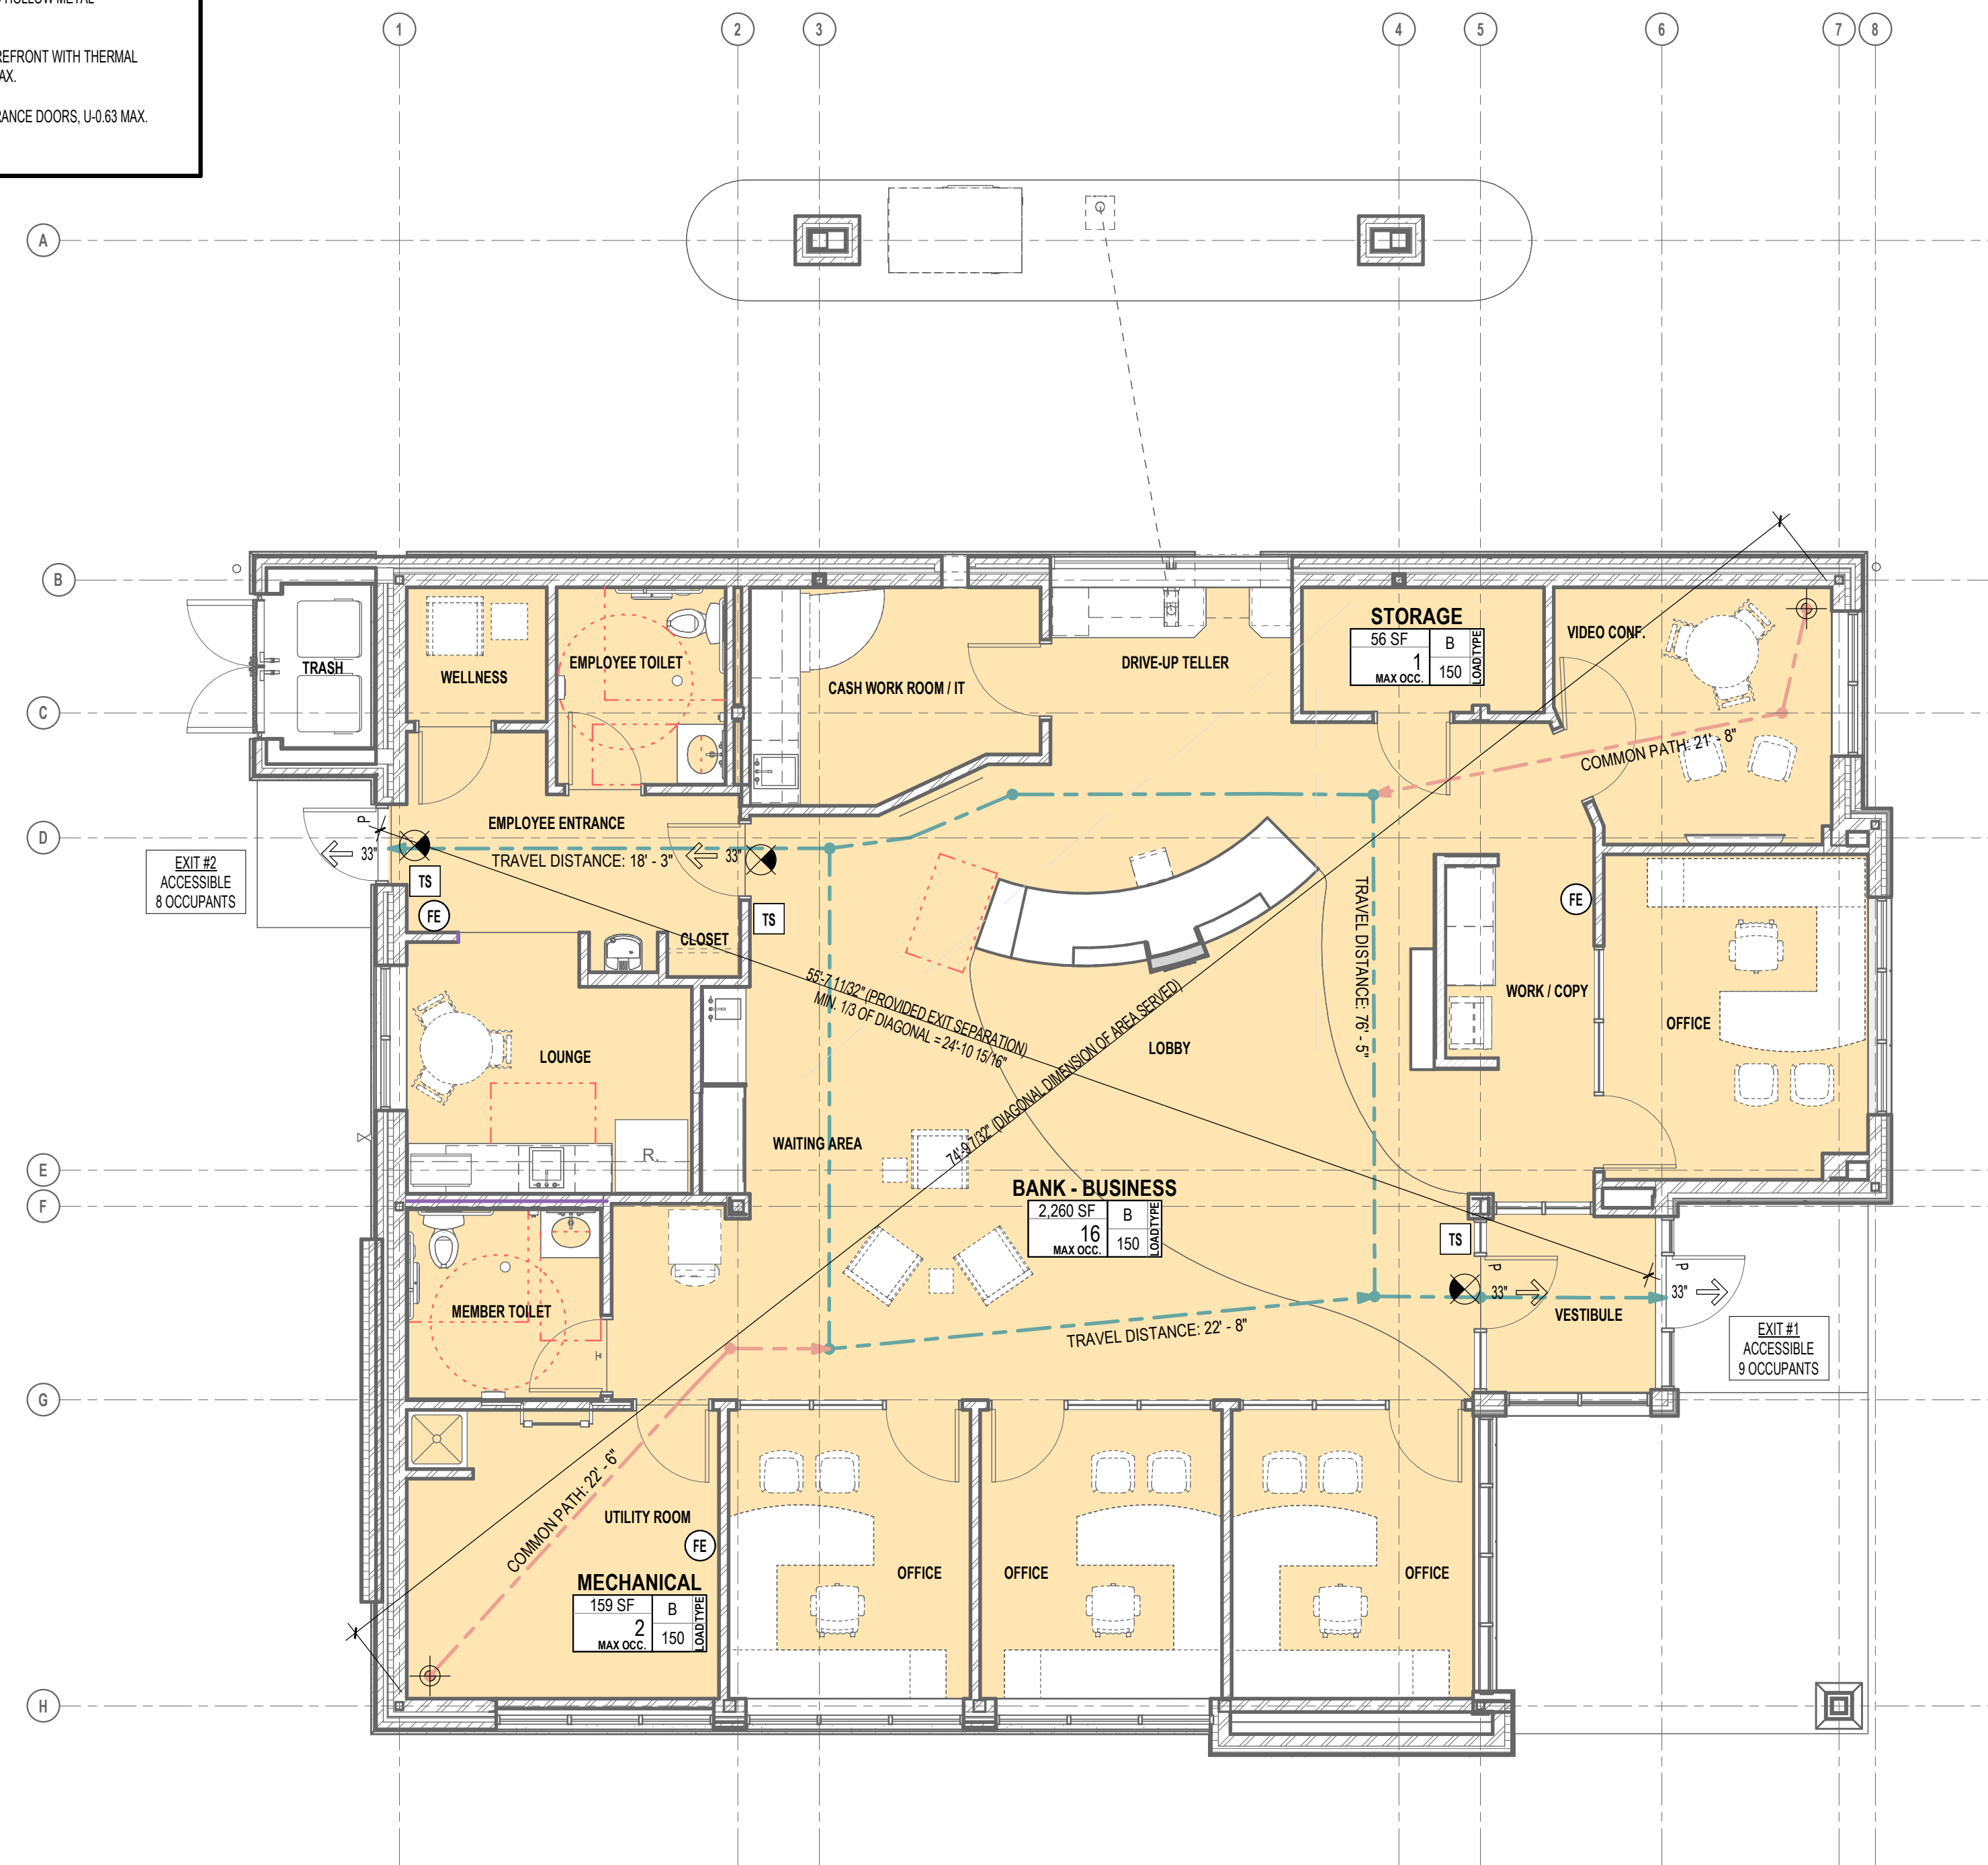 HOLLOW METAL
REFRONT WITH THERMAL
AX.
RANCE DOORS, U-0.63 MAX.
1
2
3
4
5
6
7
8
A
B
C
D
E
F
G
H
TRASH
WELLNESS
EMPLOYEE TOILET
CASH WORK ROOM / IT
DRIVE-UP TELLER
STORAGE
56 SF
B
1
MAX OCC.
150
LOAD TYPE
VIDEO CONF.
COMMON PATH: 21' - 8"
EMPLOYEE ENTRANCE
P
33"
TRAVEL DISTANCE: 18' - 3"
33"
EXIT #2
ACCESSIBLE
8 OCCUPANTS
TS
FE
TS
CLOSET
FE
TRAVEL DISTANCE: 76' - 5"
55'-7 11/32" (PROVIDED EXIT SEPARATION)
MIN. 1/3 OF DIAGONAL = 24'-10 15/16"
74'-9 7/32" (DIAGONAL DIMENSION OF AREA SERVED)
WORK / COPY
OFFICE
LOUNGE
LOBBY
R.
WAITING AREA
BANK - BUSINESS
2,260 SF
B
16
MAX OCC.
150
LOAD TYPE
TS
P
33"
P
33"
VESTIBULE
MEMBER TOILET
TRAVEL DISTANCE: 22' - 8"
EXIT #1
ACCESSIBLE
9 OCCUPANTS
COMMON PATH: 22' - 6"
UTILITY ROOM
FE
MECHANICAL
159 SF
B
2
MAX OCC.
150
LOAD TYPE
OFFICE
OFFICE
OFFICE